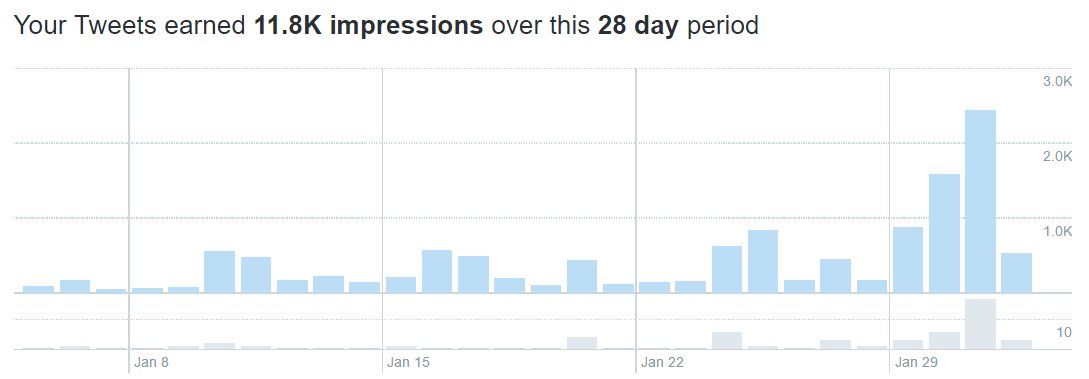 Your Tweets earned 11.8K impressions over this 28 day period
3.0K
2.0K
1.0K
10
Jan 8
Jan 15
Jan 22
Jan 29